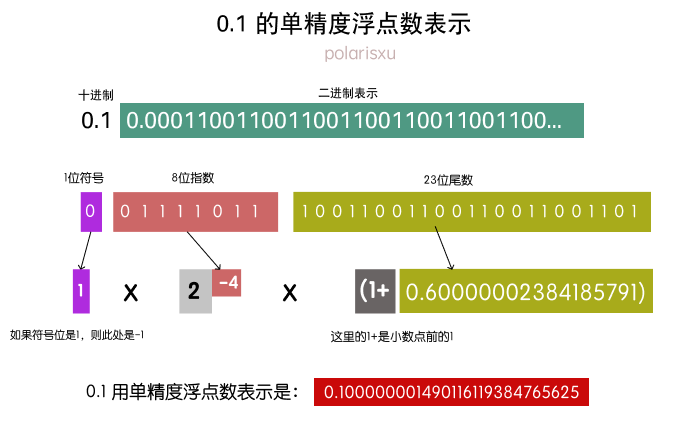 0.1 的单精度浮点数表示
polarisxu
十进制 二进制表示
0.1 0.000110011001100110011001100110011001100...
1位符号 8位指数 23位尾数
0 0 1 1 1 1 0 1 1 1 0 0 1 1 0 0 1 1 0 0 1 1 0 0 1 1 0 0 1 1 0 1
1 x 2 -4 x (1+ 0.60000002384185791)
如果符号位是1，则此处是-1 这里的1+是小数点前的1
0.1 用单精度浮点数表示是： 0.100000001490116119384765625